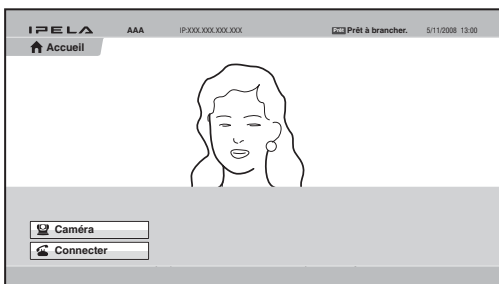 IPELA AAA IP:XXX.XXX.XXX.XXX Prêt à brancher. 5/11/2008 13:00
Accueil
Caméra
Connecter